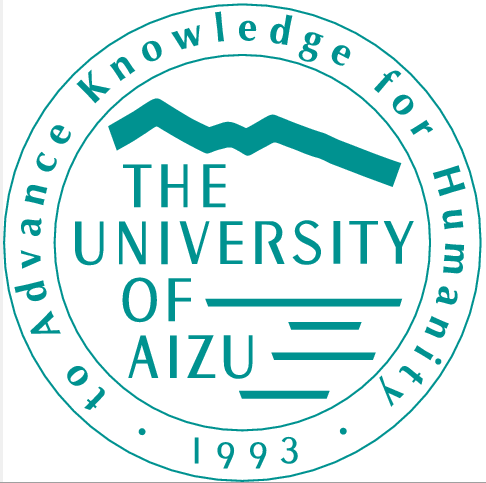 to Advance Knowledge for Humanity
THE
UNIVERSITY
OF
AIZU
· 1993 ·